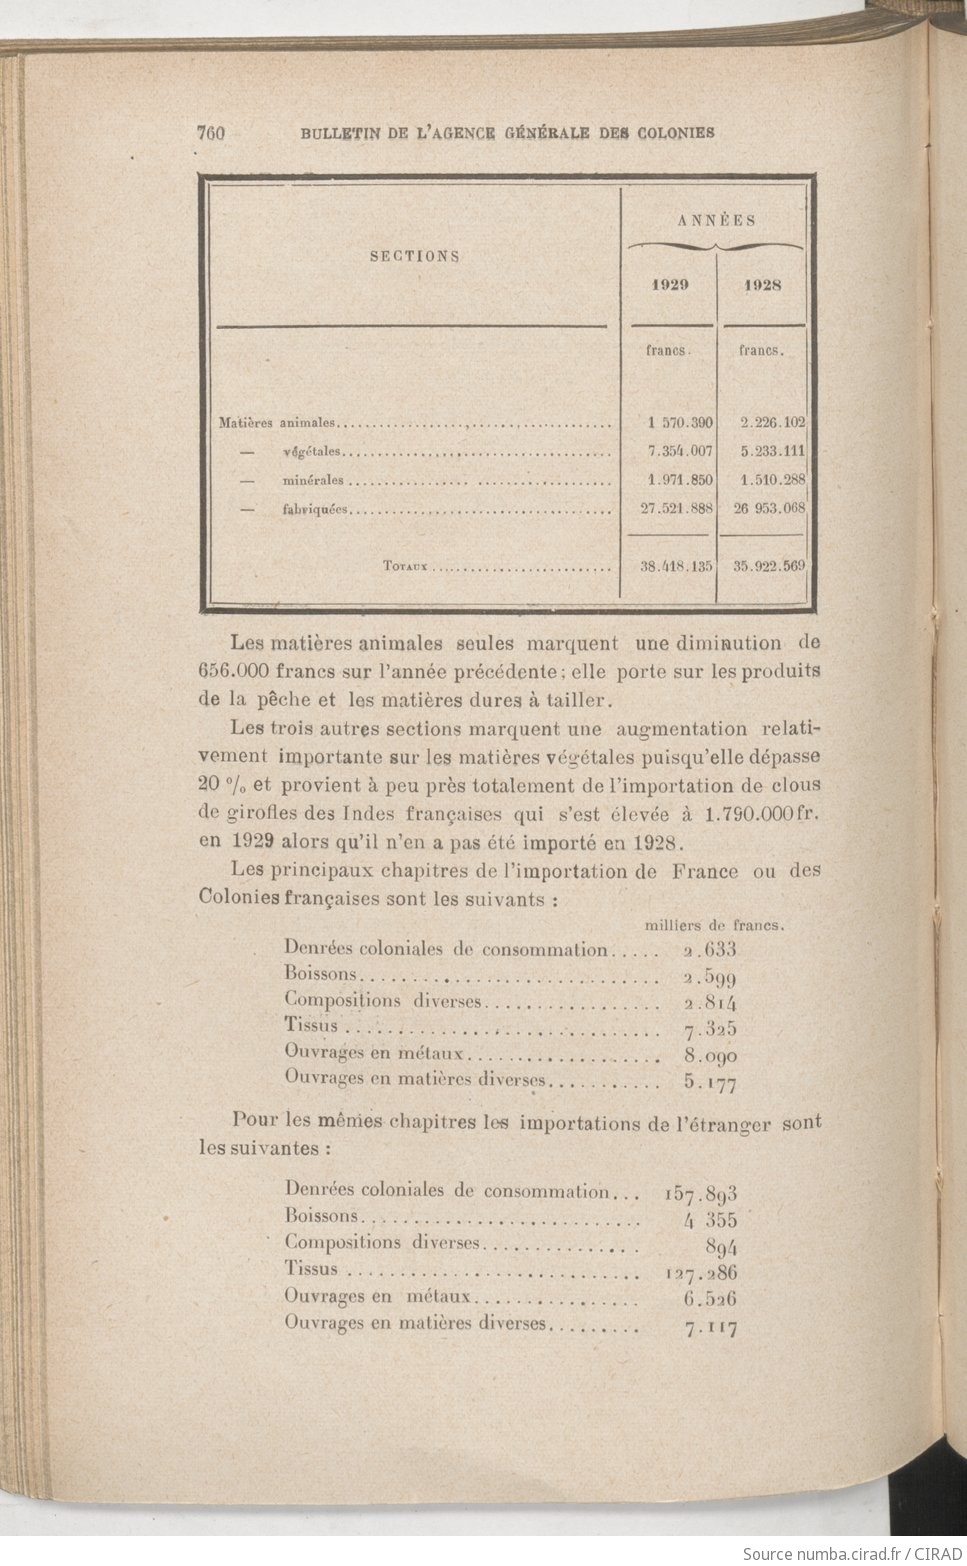 760 BULLETIN DE L'AGENCE GÉNÉRALE DES COLONIES
SECTIONS
ANNÉES
1929 1928
francs. francs.
Matières animales........ 1 570.390 2.226.102
— végétales........ 7.354.007 5.233.111
— minérales........ 1.971.850 1.510.288
— fabriquées........ 27.521.888 26 953.068
Totaux........ 38.418.135 35.922.569
Les matières animales seules marquent une diminution de
656.000 francs sur l'année précédente ; elle porte sur les produits
de la pêche et les matières dures à tailler.
Les trois autres sections marquent une augmentation relati-
vement importante sur les matières végétales puisqu'elle dépasse
20 % et provient à peu près totalement de l'importation de clous
de girofles des Indes françaises qui s'est élevée à 1.790.000 fr.
en 1929 alors qu'il n'en a pas été importé en 1928.
Les principaux chapitres de l'importation de France ou des
Colonies françaises sont les suivants :
milliers de francs.
Denrées coloniales de consommation..... 2.633
Boissons........ 2.599
Compositions diverses........ 2.814
Tissus........ 7.325
Ouvrages en métaux........ 8.090
Ouvrages en matières diverses........ 5.177
Pour les mêmes chapitres les importations de l'étranger sont
les suivantes :
Denrées coloniales de consommation... 157.893
Boissons........ 4 355
Compositions diverses........ 894
Tissus........ 127.286
Ouvrages en métaux........ 6.526
Ouvrages en matières diverses........ 7.117
Source numba.cirad.fr / CIRAD